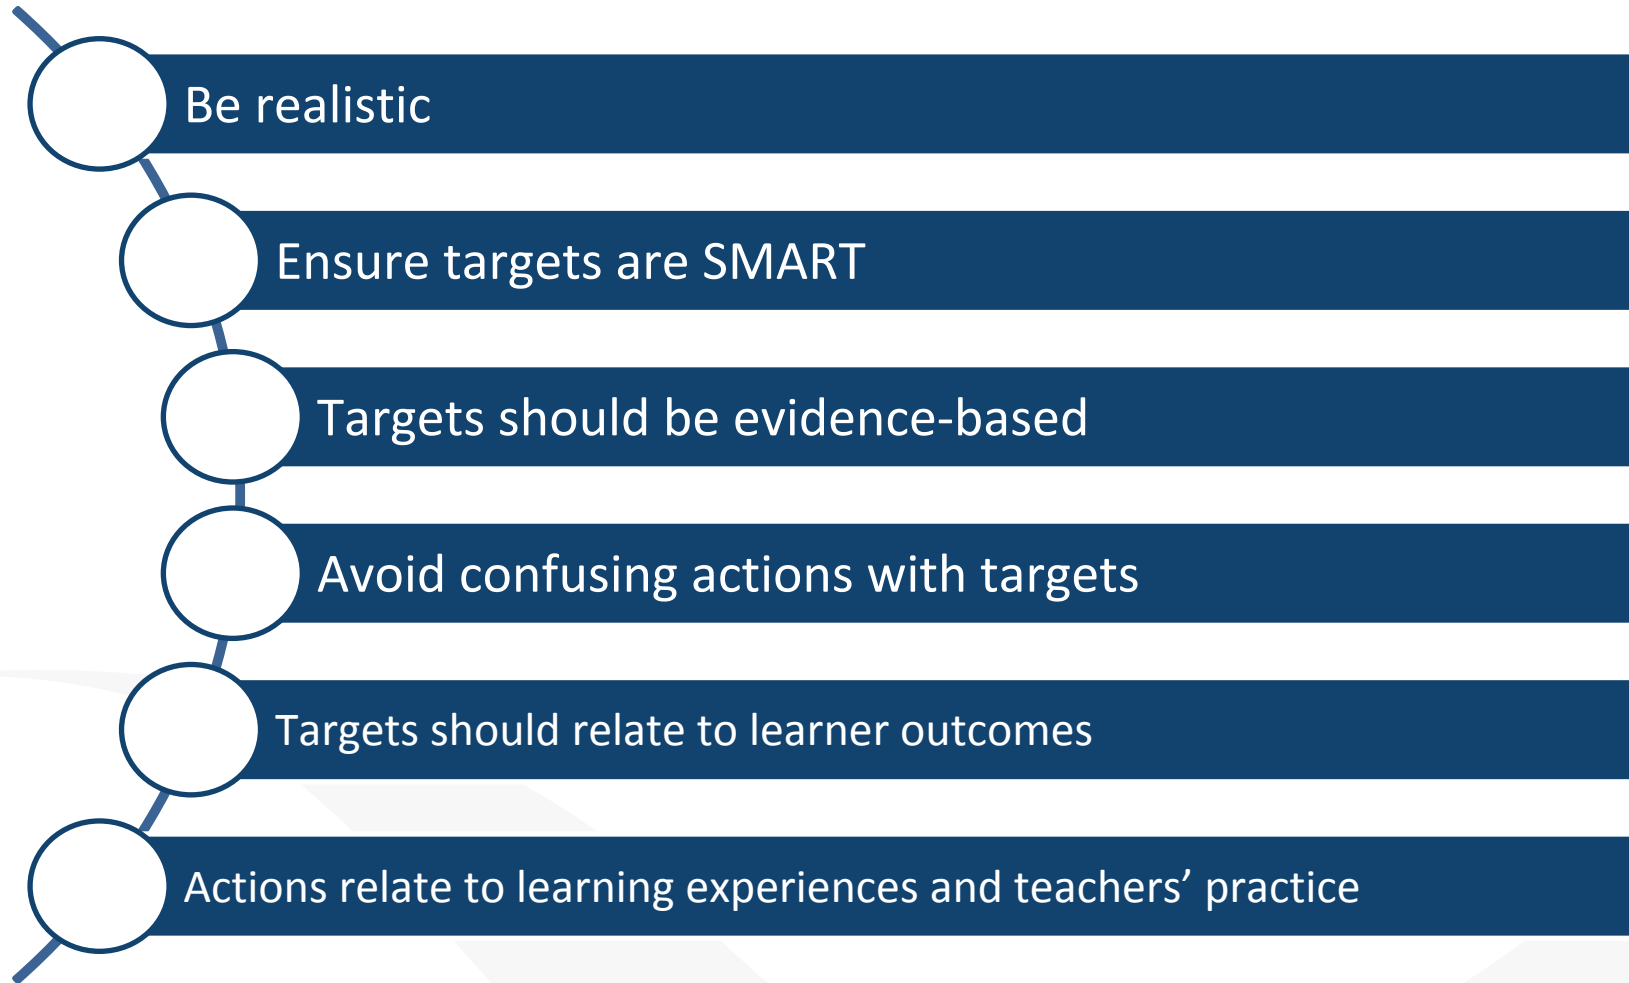 Be realistic
Ensure targets are SMART
Targets should be evidence-based
Avoid confusing actions with targets
Targets should relate to learner outcomes
Actions relate to learning experiences and teachers’ practice